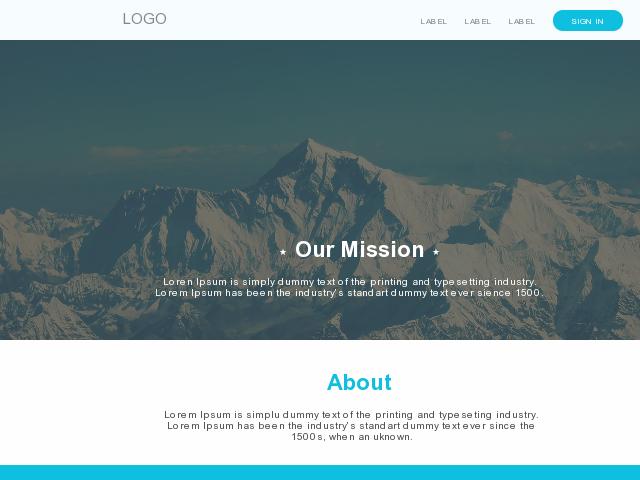 LOGO
LABEL LABEL LABEL SIGN IN
Our Mission
Loren Ipsum is simply dummy text of the printing and typesetting industry.
Lorem Ipsum has been the industry's standart dummy text ever sience 1500.
About
Lorem Ipsum is simplu dummy text of the printing and typeseting industry.
Lorem Ipsum has been the industry's standart dummy text ever since the
1500s, when an uknown.